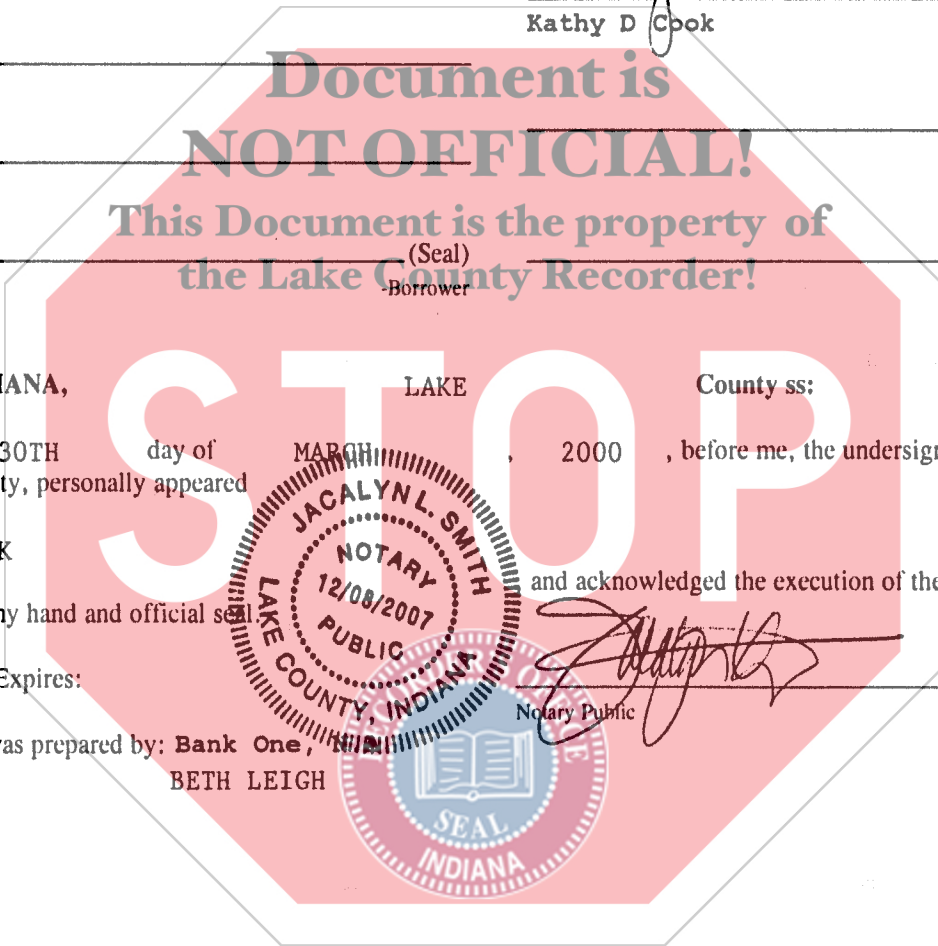 Kathy D Cook
Document is
NOT OFFICIAL!
This Document is the property of
(Seal)
the Lake County Recorder!
-Borrower
STOP
IANA, LAKE County ss:
30TH day of MARCH , 2000 , before me, the undersign
ty, personally appeared
K
and acknowledged the execution of the
ny hand and official seal.
JACALYN L. SMITH
NOTARY
12/08/2007
PUBLIC
LAKE COUNTY, INDIANA
Expires:
Notary Public
as prepared by: Bank One,
BETH LEIGH
RECORDER OFFICE
SEAL
INDIANA